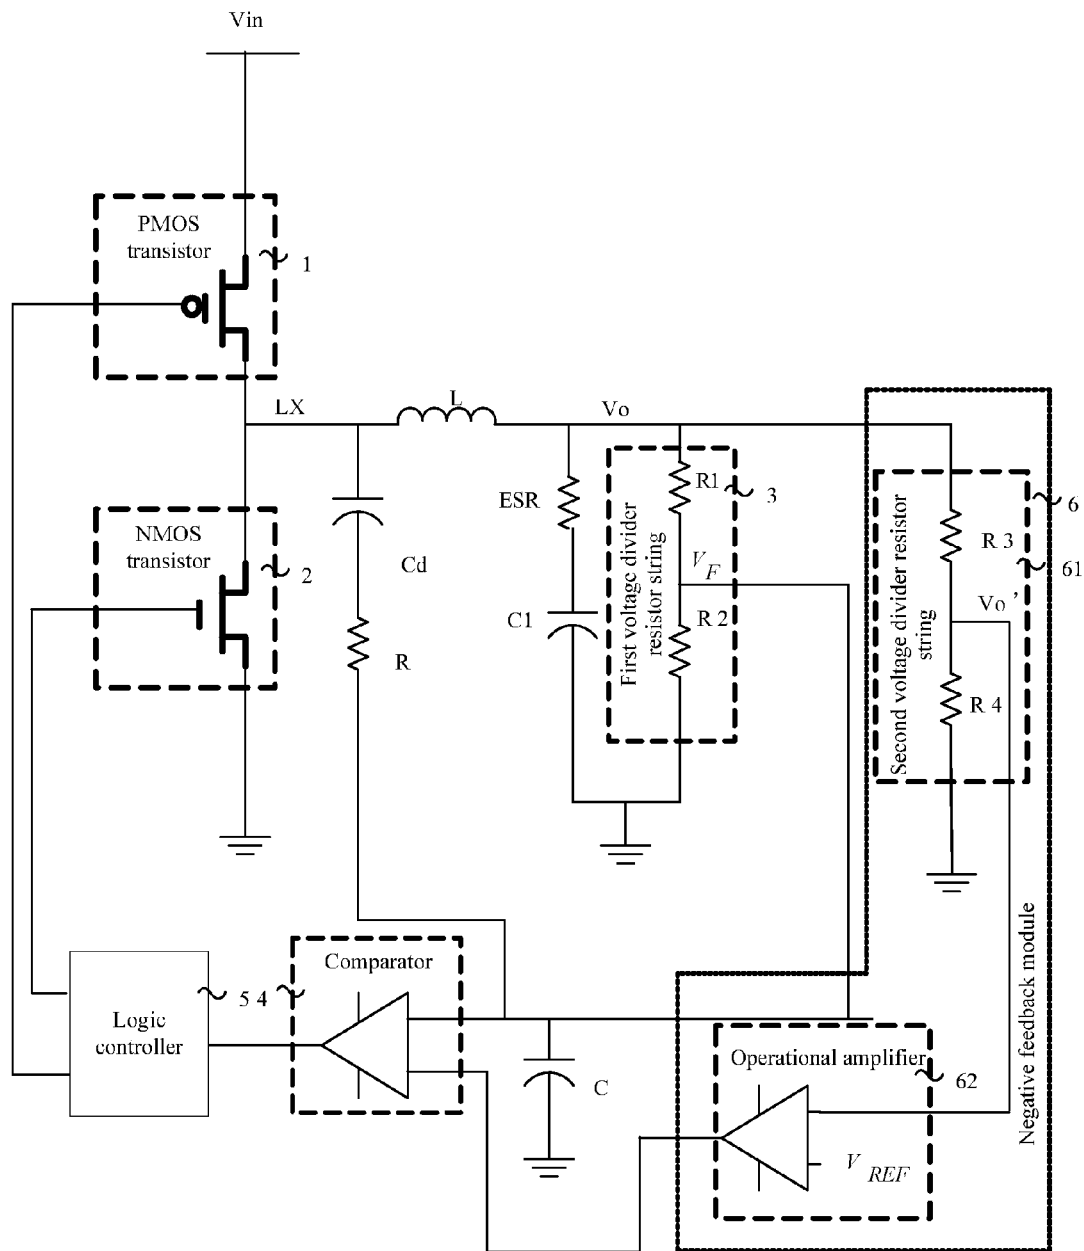 Vin
PMOS
transistor
1
LX
L
Vo
NMOS
transistor
2
Cd
R
ESR
C1
R1
3
V_F
R 2
First voltage divider
resistor string
6
R 3
61
Vo '
R 4
Second voltage divider resistor
string
Negative feedback module
Comparator
5 4
Logic
controller
C
Operational amplifier
62
V REF